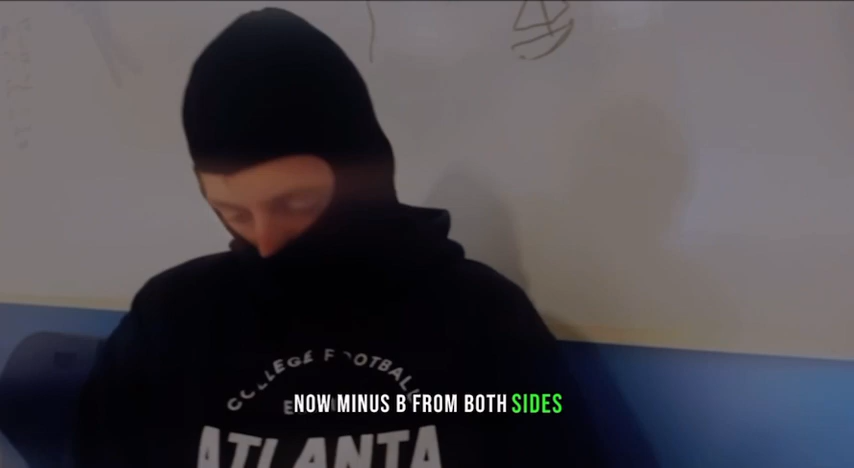 COLLEGE FOOTBALL
NOW MINUS B FROM BOTH SIDES
ATLANTA